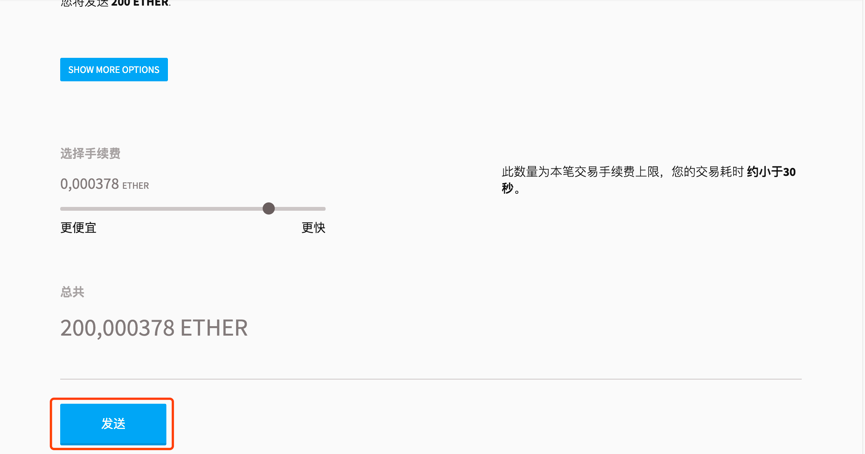 您将发送 200 ETHER.
SHOW MORE OPTIONS
选择手续费
0,000378 ETHER
更便宜
更快
此数量为本笔交易手续费上限，您的交易耗时 约小于30
秒。
总共
200,000378 ETHER
发送